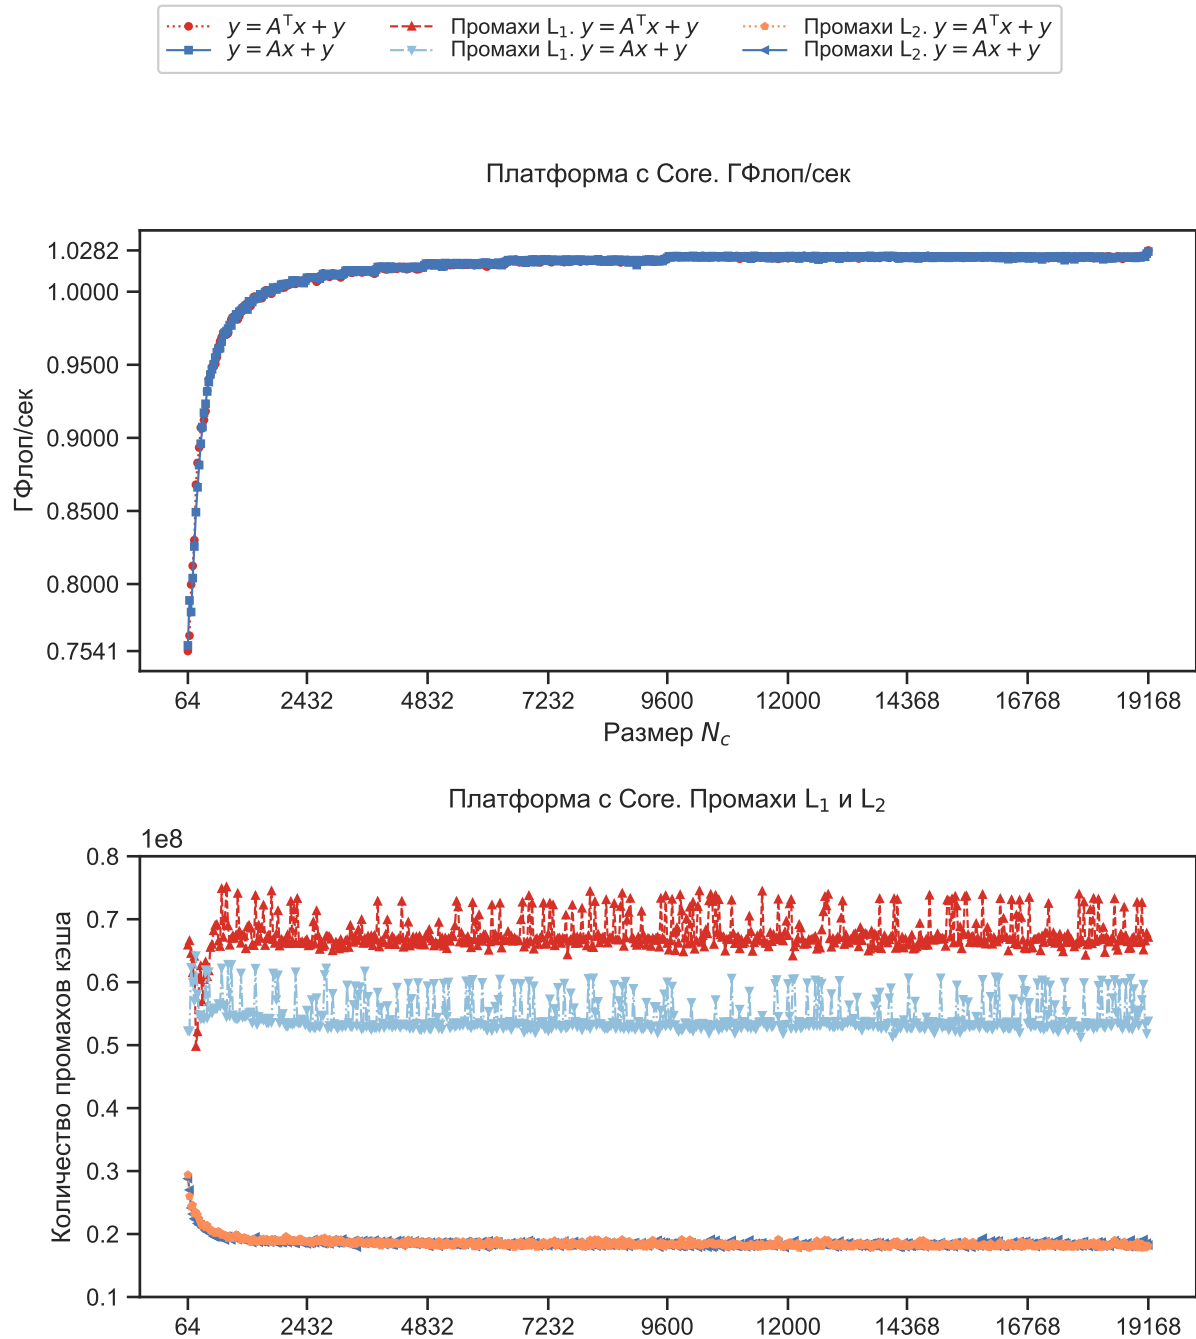 y = Aᵀx + y Промахи L₁. y = Aᵀx + y Промахи L₂. y = Aᵀx + y
y = Ax + y Промахи L₁. y = Ax + y Промахи L₂. y = Ax + y
Платформа с Core. ГФлоп/сек
1.0282
1.0000
0.9500
0.9000
0.8500
0.8000
0.7541
ГФлоп/сек
64 2432 4832 7232 9600 12000 14368 16768 19168
Размер N_c
Платформа с Core. Промахи L₁ и L₂
1e8
0.8
0.7
0.6
0.5
0.4
0.3
0.2
0.1
Количество промахов кэша
64 2432 4832 7232 9600 12000 14368 16768 19168